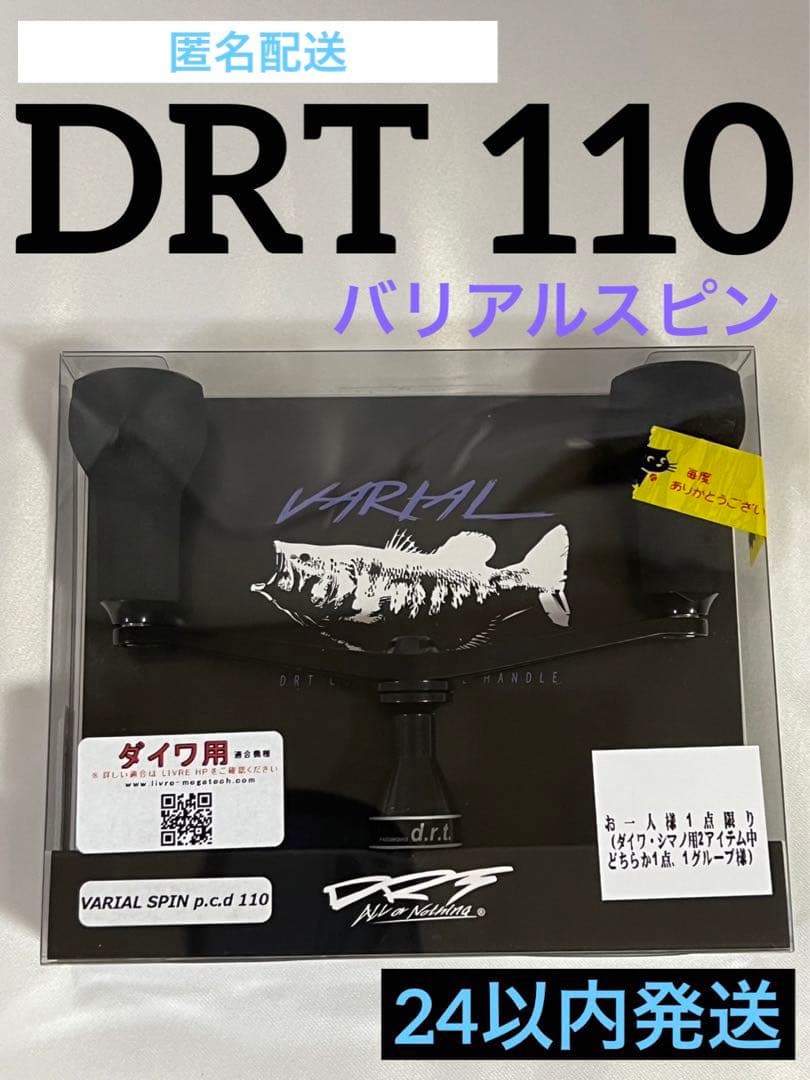 匿名配送
DRT 110
バリアルスピン
VARIAL
毎度
ありがとうござい
DRT
HANDLE
ダイワ用 適合機種
※詳しい適合は LIVRE HPをご確認ください
www.livre-megatech.com
d.r.t.
お一人様1点限り
(ダイワ・シマノ用2アイテム中
どちらか1点、1グループ様)
VARIAL SPIN p.c.d 110
DRT
All or Nothing ®
24以内発送